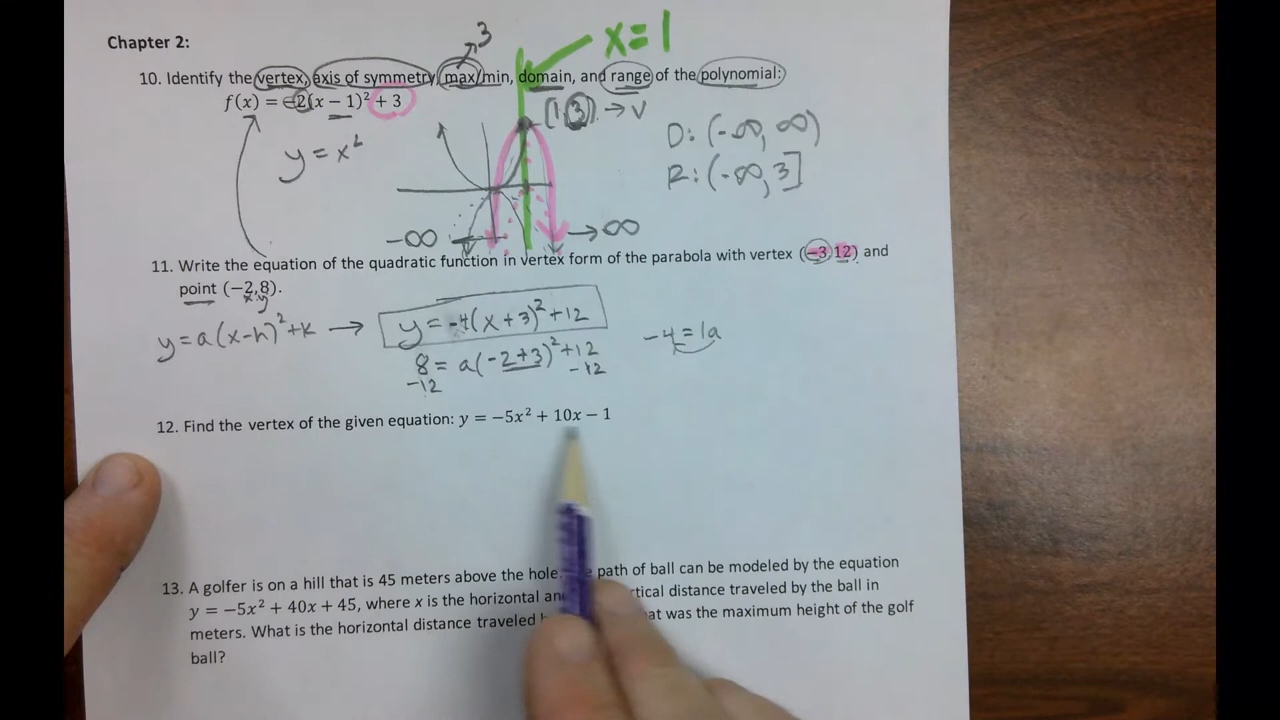 Chapter 2:
3
x=1
10. Identify the vertex, axis of symmetry, max/min, domain, and range of the polynomial:
f(x) = −2(x − 1)² + 3
(1,3) → V
y = x²
D: (-∞, ∞)
R: (-∞, 3]
-∞ ← → ∞
11. Write the equation of the quadratic function in vertex form of the parabola with vertex (−3,12) and
point (−2,8).
x y
y = a(x-h)²+k → y = -4(x+3)²+12
8 = a(-2+3)²+12
-12 -12
-4 = 1a
12. Find the vertex of the given equation: y = −5x² + 10x − 1
13. A golfer is on a hill that is 45 meters above the hole. path of ball can be modeled by the equation
y = −5x² + 40x + 45, where x is the horizontal distance traveled by the ball in
meters. What is the horizontal distance traveled was the maximum height of the golf
ball?